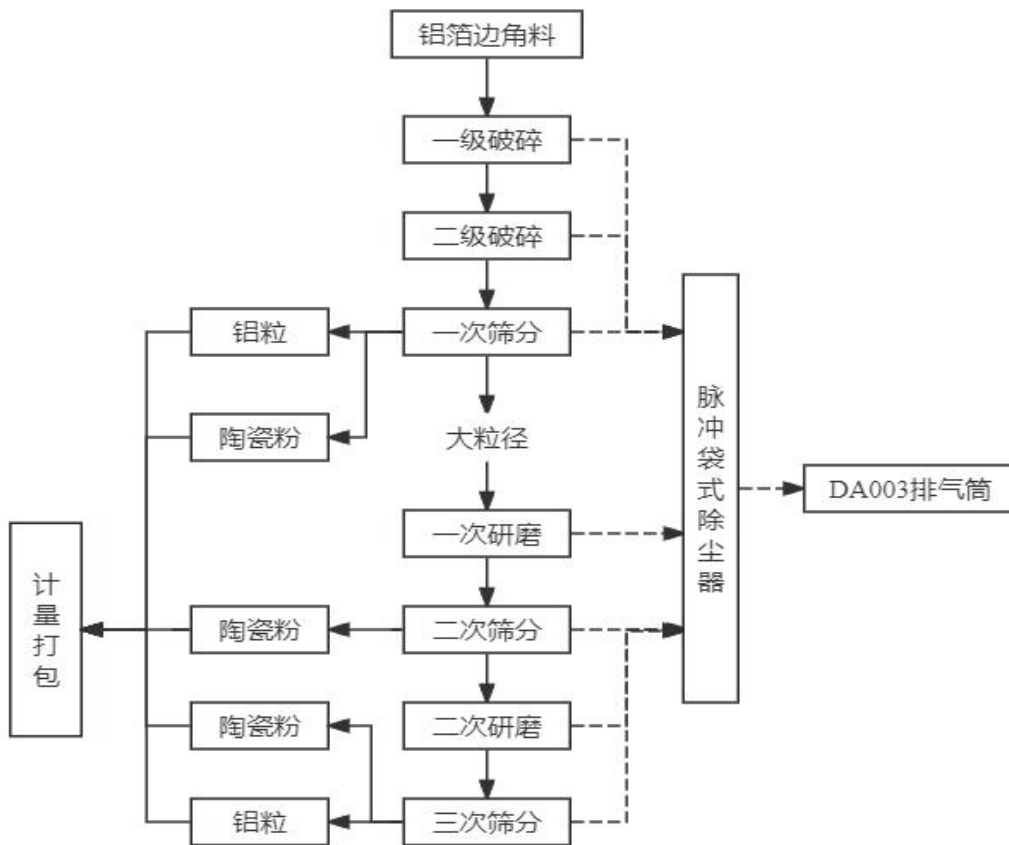 铝箔边角料
一级破碎
二级破碎
铝粒
一次筛分
陶瓷粉
大粒径
脉冲袋式除尘器
DA003排气筒
一次研磨
计量打包
陶瓷粉
二次筛分
陶瓷粉
二次研磨
铝粒
三次筛分